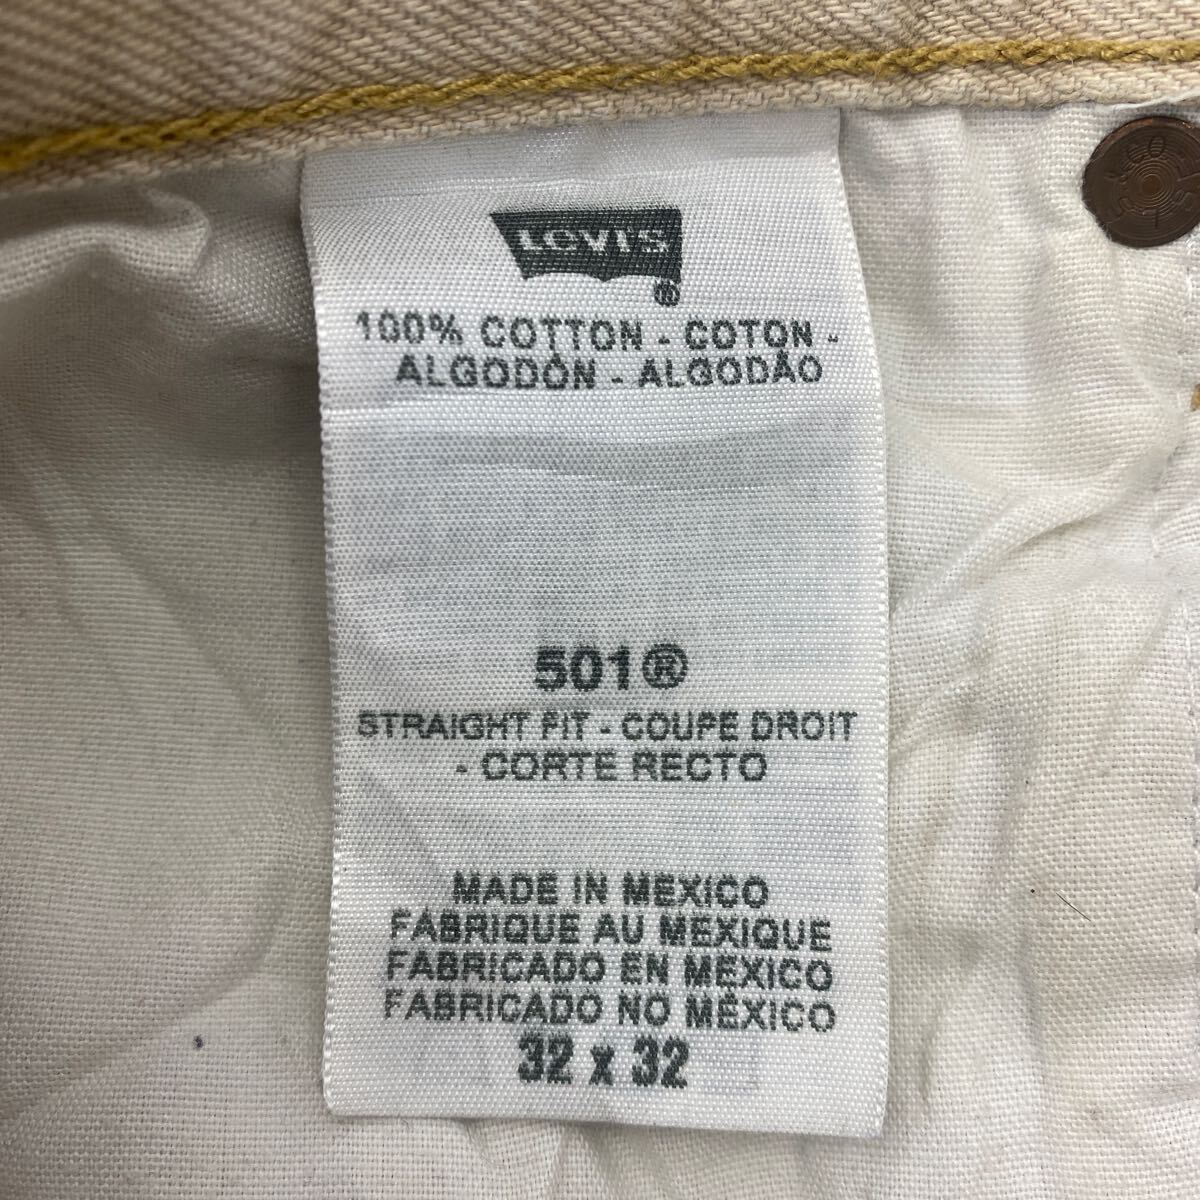 LEVI'S
®
100% COTTON - COTON -
ALGODÓN - ALGODÃO
501®
STRAIGHT FIT - COUPE DROIT
- CORTE RECTO
MADE IN MEXICO
FABRIQUE AU MEXIQUE
FABRICADO EN MEXICO
FABRICADO NO MÉXICO
32 x 32